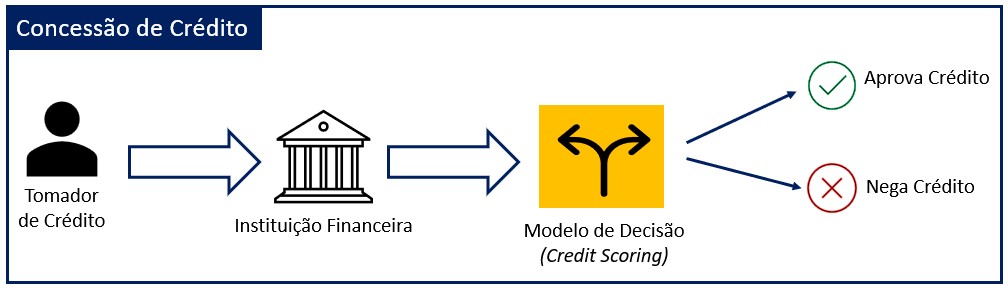 Concessão de Crédito
Tomador
de Crédito
Instituição Financeira
Modelo de Decisão
(Credit Scoring)
Aprova Crédito
Nega Crédito